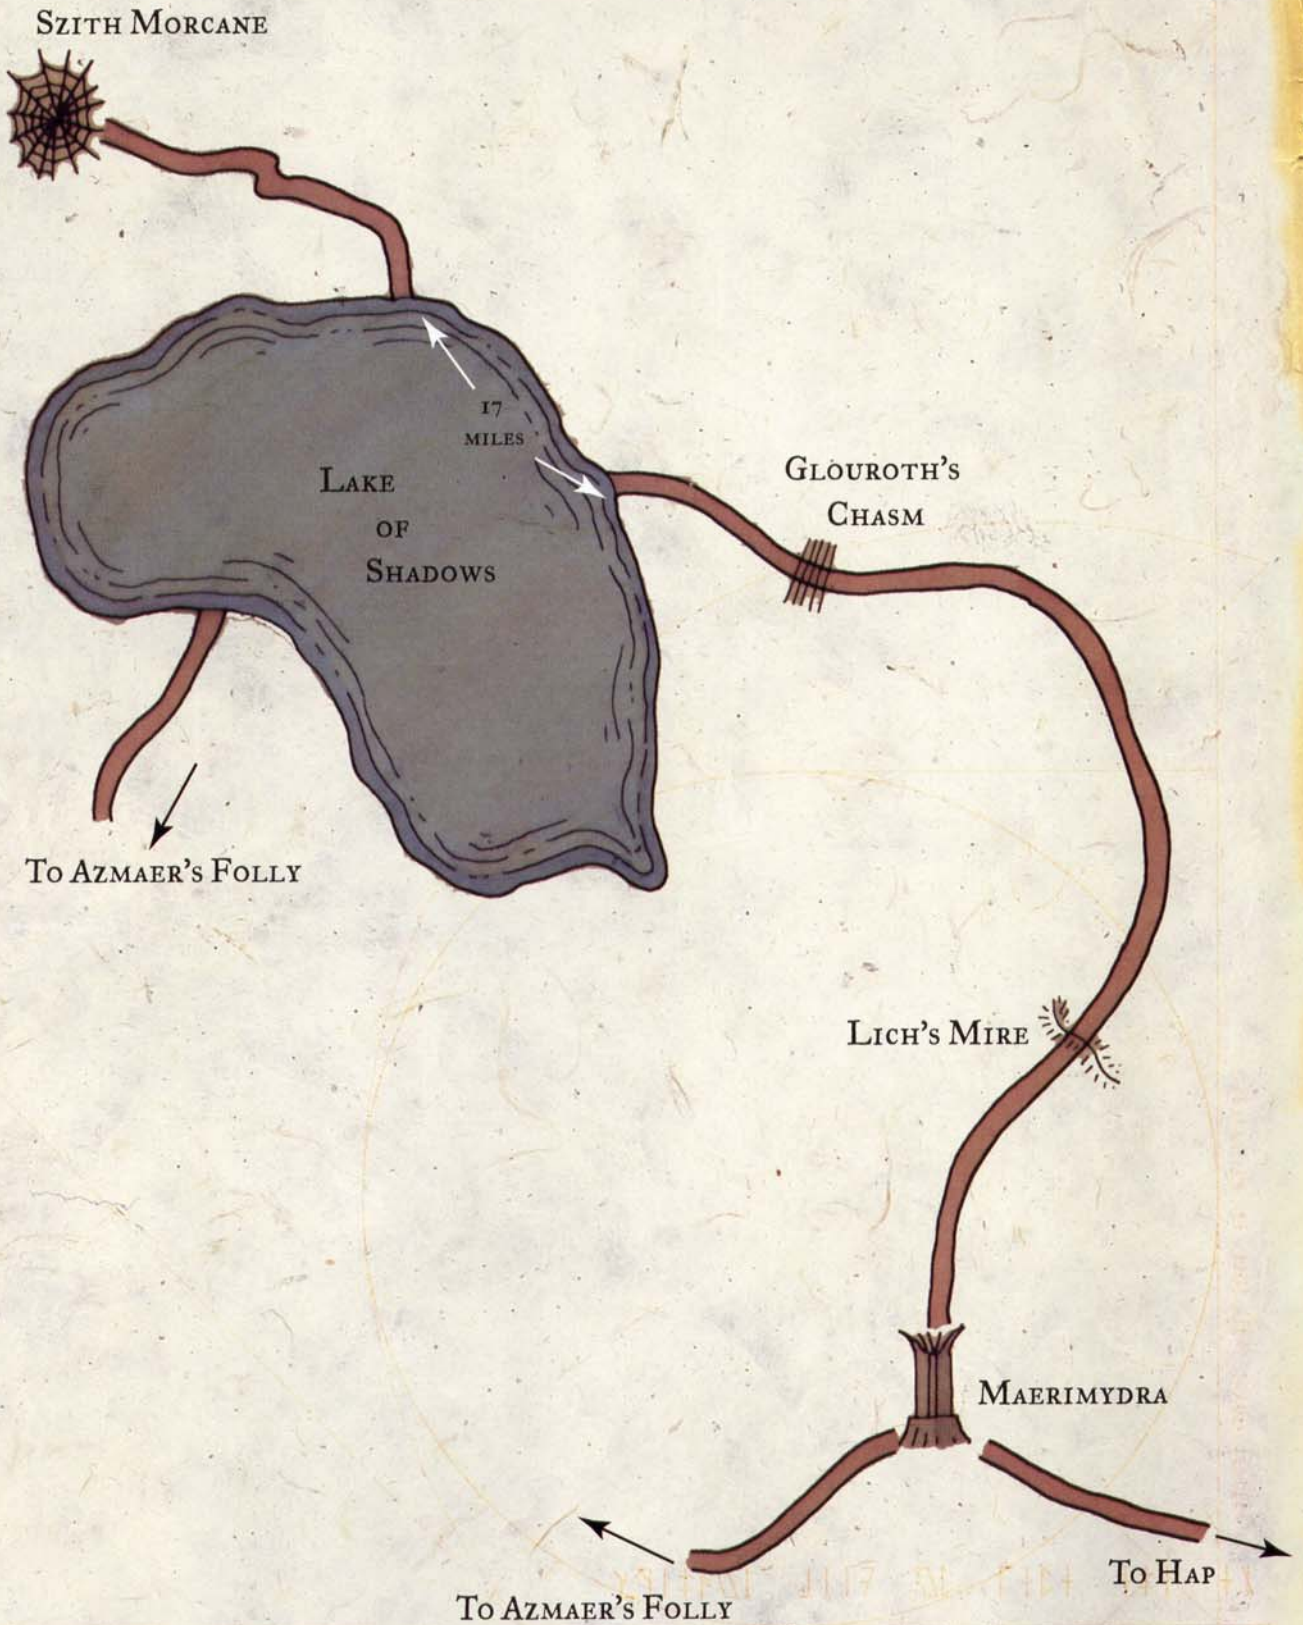 Szith Morcane
17
miles
Lake
of
Shadows
Glouroth's
Chasm
To Azmaer's Folly
Lich's Mire
Maerimydra
To Hap
To Azmaer's Folly